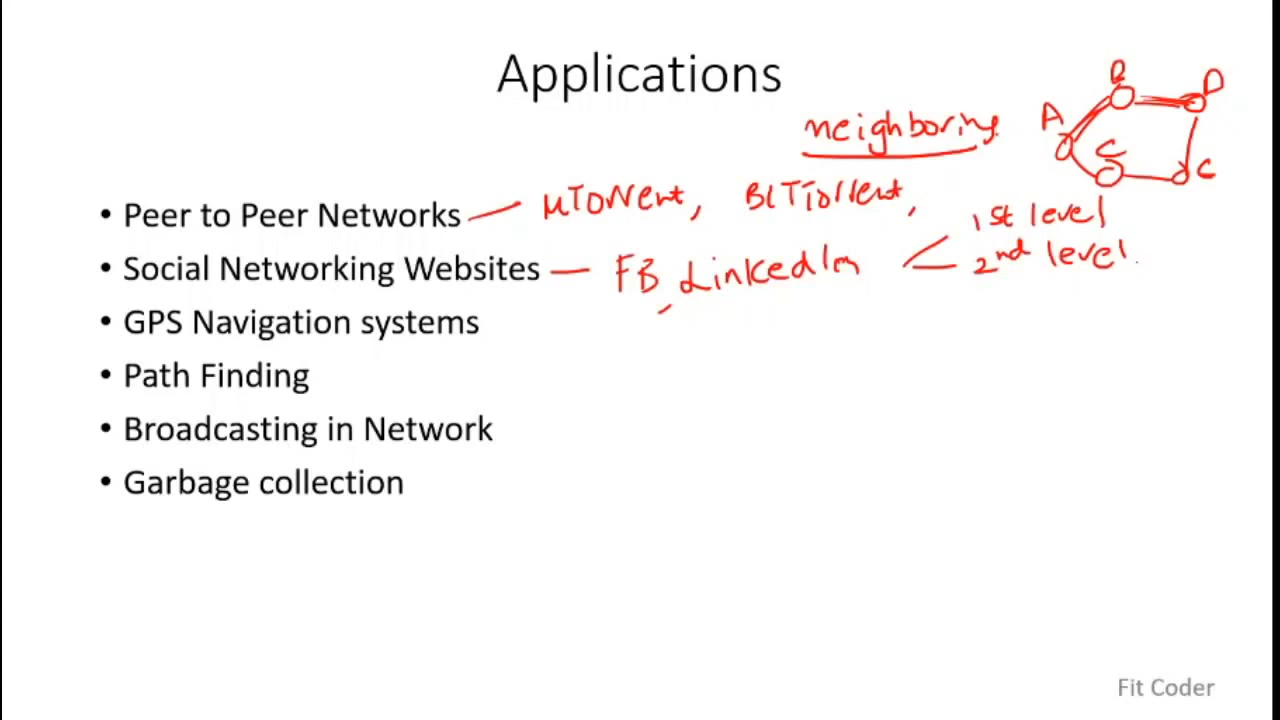 Applications
neighboring
B
D
A
C
C
• Peer to Peer Networks — μTorrent, BitTorrent,
1st level
• Social Networking Websites — FB, LinkedIn
2nd level
• GPS Navigation systems
• Path Finding
• Broadcasting in Network
• Garbage collection
Fit Coder